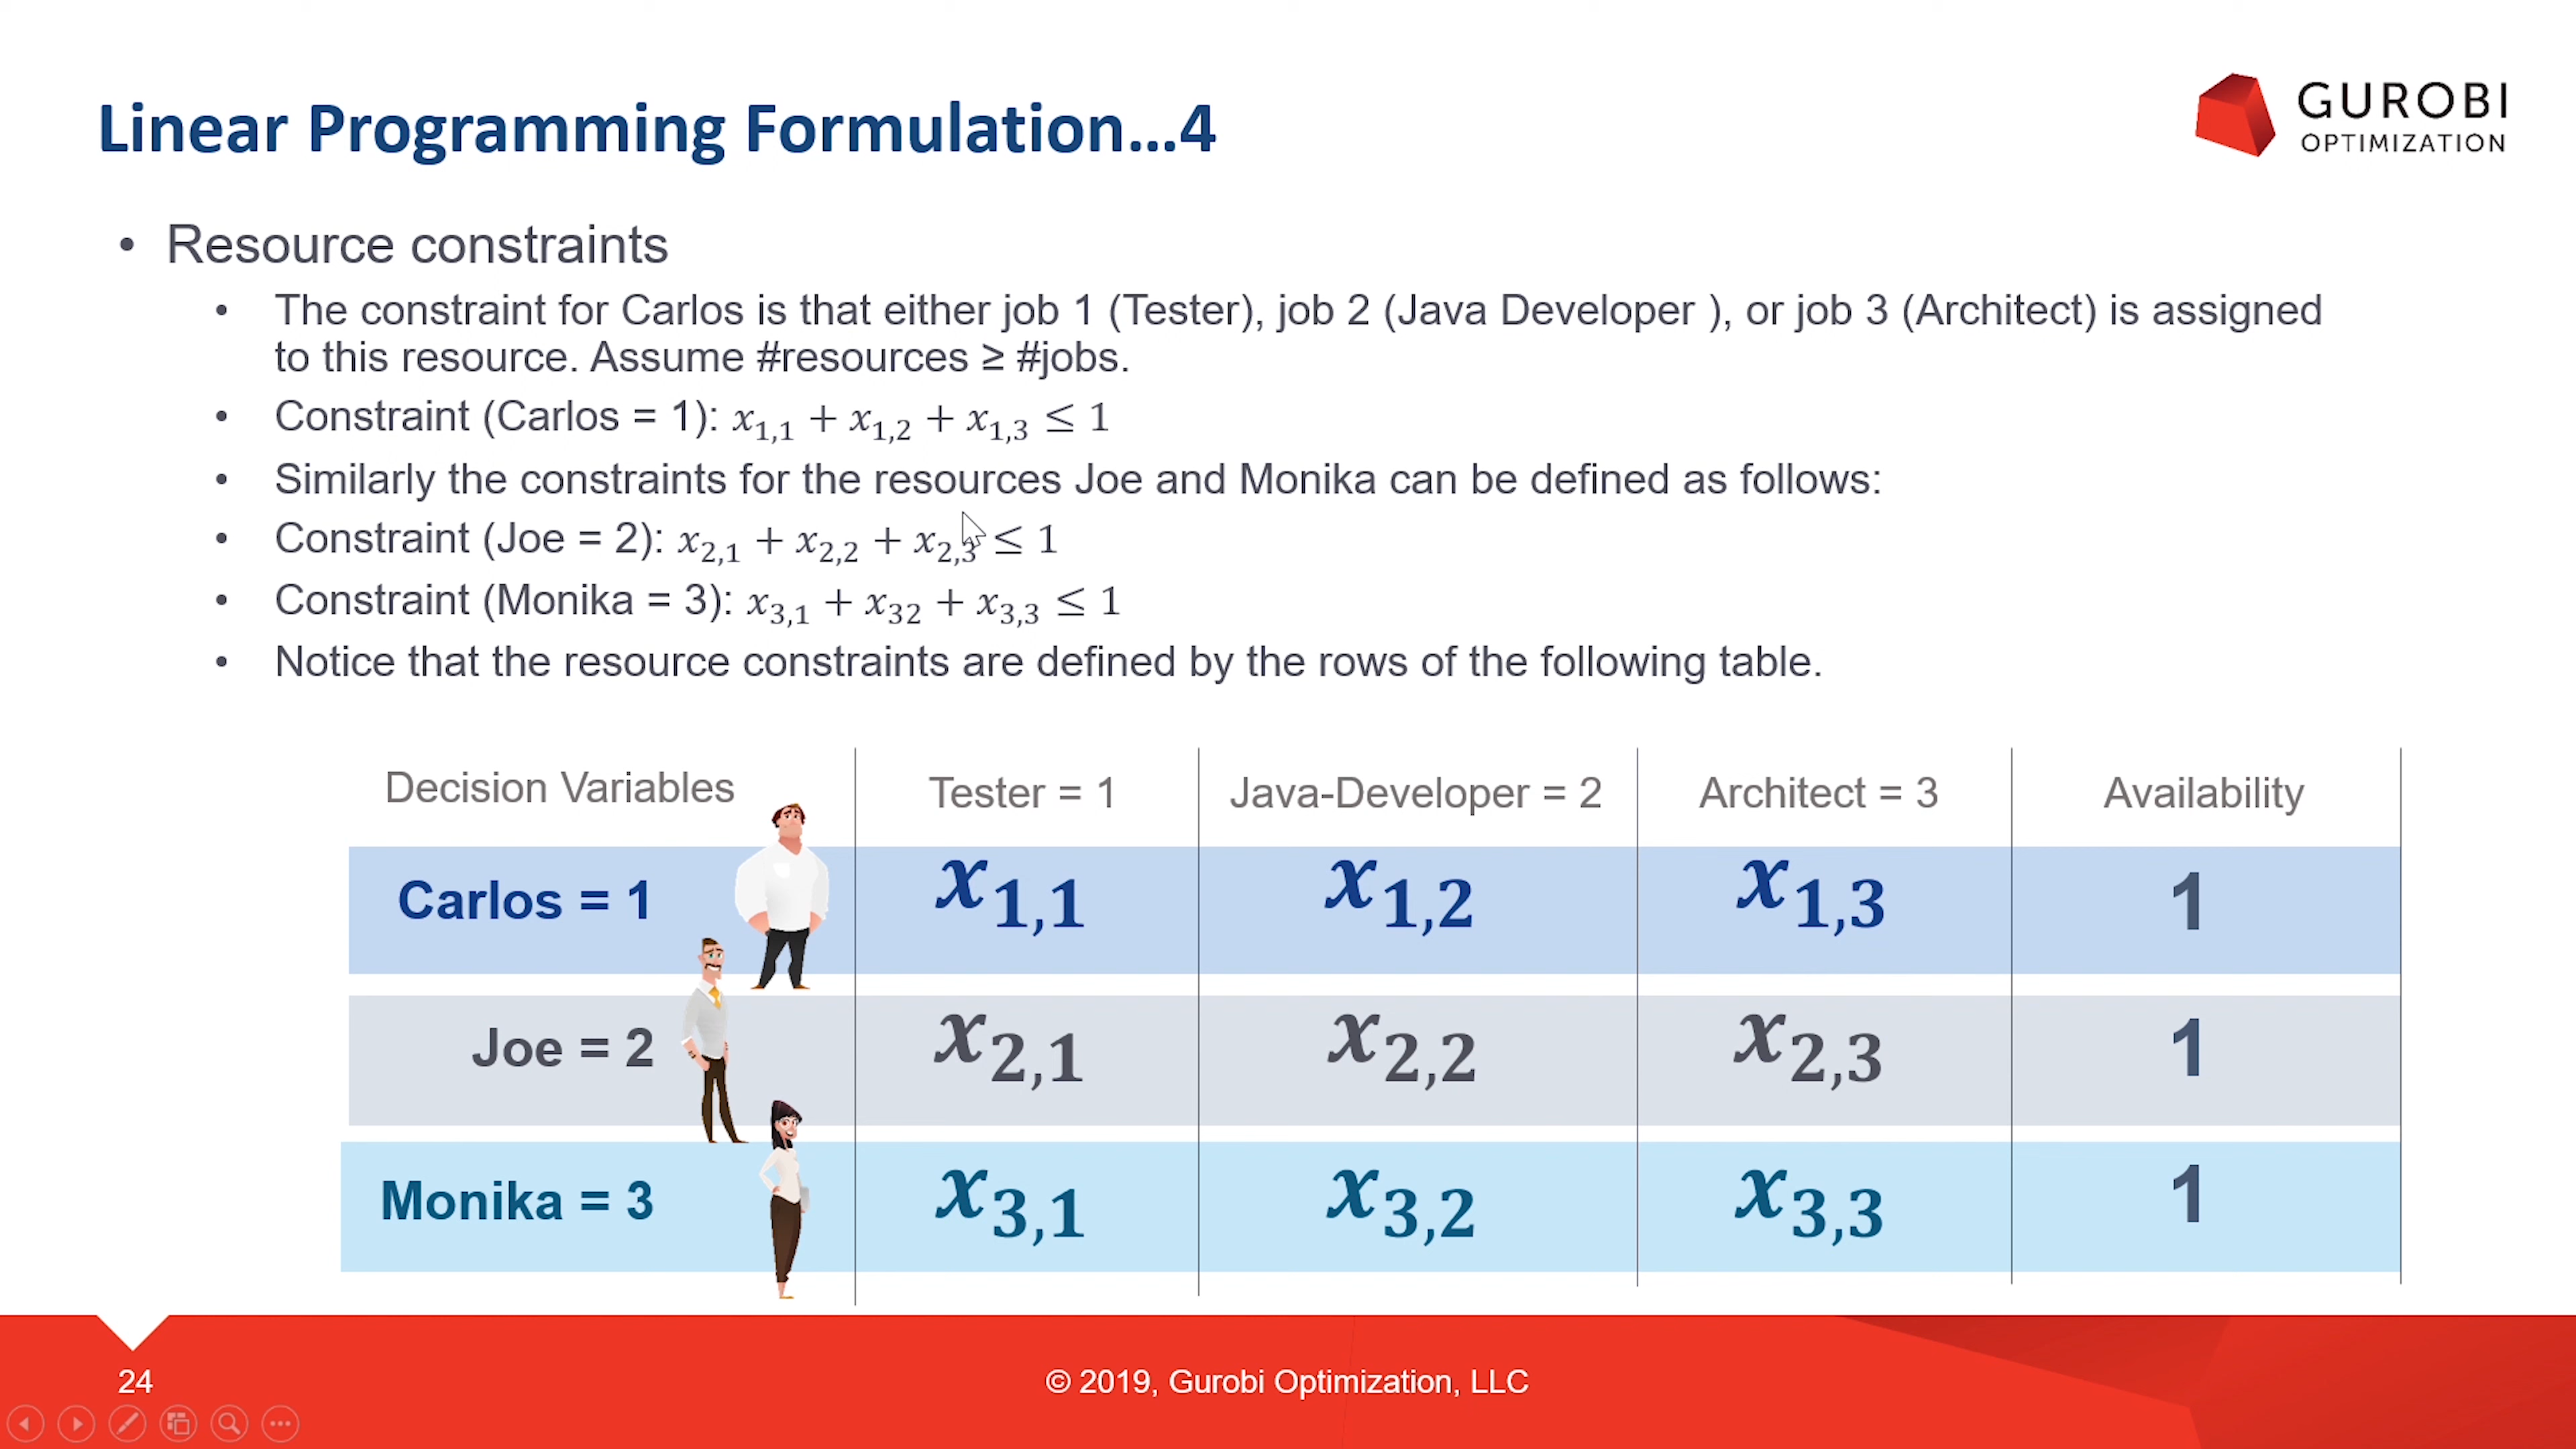 Linear Programming Formulation...4
GUROBI
OPTIMIZATION
• Resource constraints
• The constraint for Carlos is that either job 1 (Tester), job 2 (Java Developer ), or job 3 (Architect) is assigned
to this resource. Assume #resources ≥ #jobs.
• Constraint (Carlos = 1): x1,1 + x1,2 + x1,3 ≤ 1
• Similarly the constraints for the resources Joe and Monika can be defined as follows:
• Constraint (Joe = 2): x2,1 + x2,2 + x2,3 ≤ 1
• Constraint (Monika = 3): x3,1 + x32 + x3,3 ≤ 1
• Notice that the resource constraints are defined by the rows of the following table.
Decision Variables Tester = 1 Java-Developer = 2 Architect = 3 Availability
Carlos = 1 x1,1 x1,2 x1,3 1
Joe = 2 x2,1 x2,2 x2,3 1
Monika = 3 x3,1 x3,2 x3,3 1
24
© 2019, Gurobi Optimization, LLC